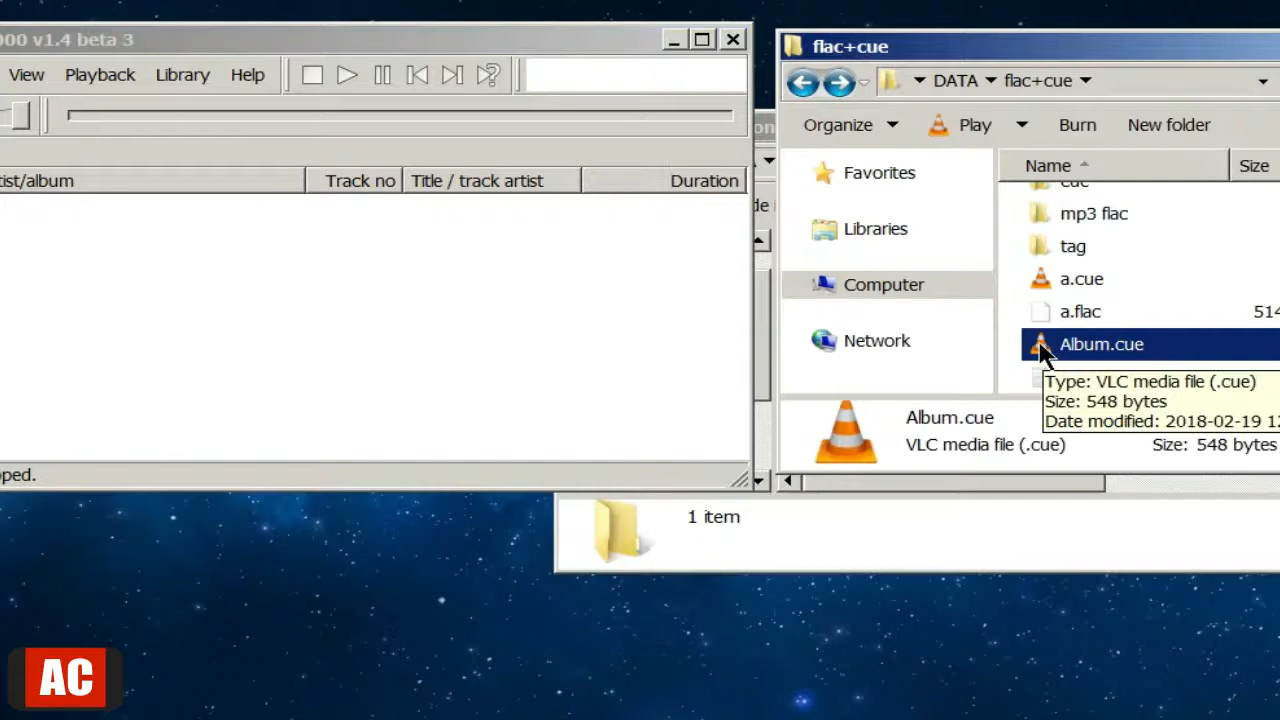 000 v1.4 beta 3
View Playback Library Help
tist/album Track no Title / track artist Duration
pped.
flac+cue
DATA flac+cue
Organize Play Burn New folder
Favorites
Libraries
Computer
Network
Name Size
cue
mp3 flac
tag
a.cue
a.flac 514
Album.cue
Type: VLC media file (.cue)
Size: 548 bytes
Date modified: 2018-02-19 12
Album.cue
VLC media file (.cue) Size: 548 bytes
on
de i
1 item
AC